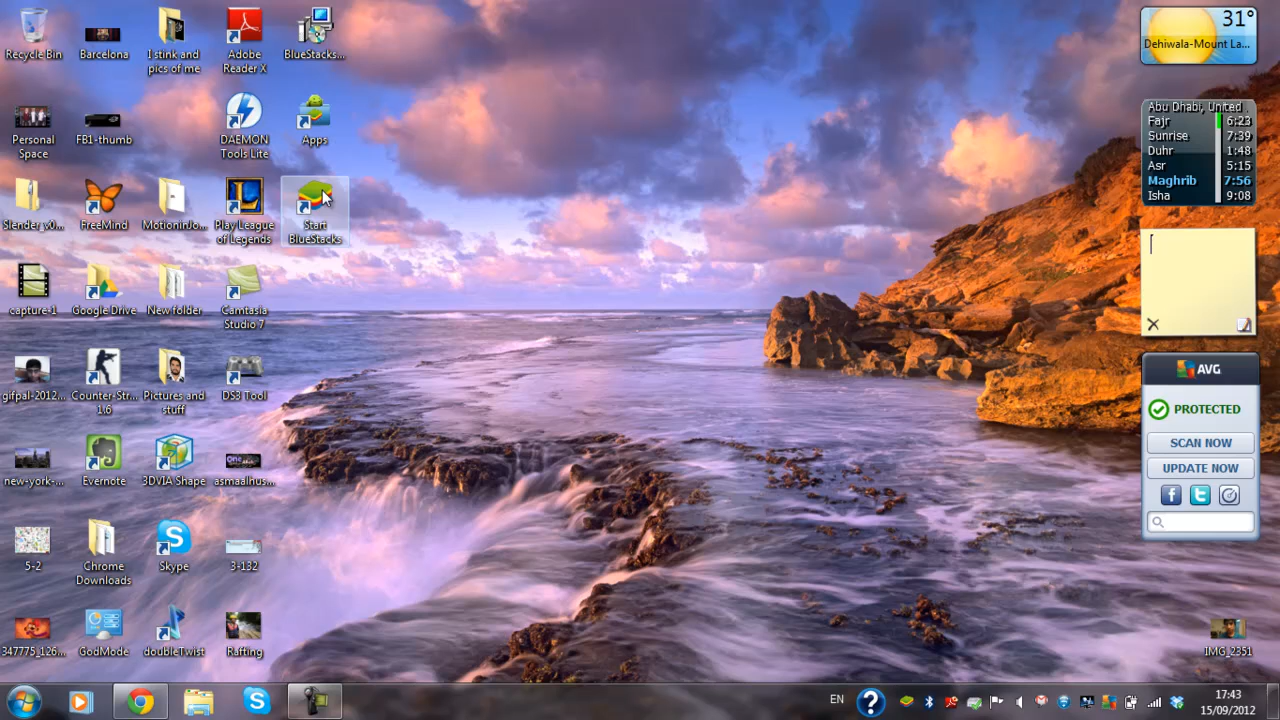 Recycle Bin
Barcelona
I stink and
pics of me
Adobe
Reader X
BlueStacks...
Personal
Space
FB1-thumb
DAEMON
Tools Lite
Apps
Slender_v0...
FreeMind
MotioninJo...
Play League
of Legends
Start
BlueStacks
capture-1
Google Drive
New folder
Camtasia
Studio 7
gifpal-2012...
Counter-Str...
1.6
Pictures and
stuff
DS3 Tool
new-york-...
Evernote
3DVIA Shape
One
asmaalhus...
5-2
Chrome
Downloads
Skype
3-132
347775_126...
GodMode
doubleTwist
Rafting
31°
Dehiwala-Mount La...
Abu Dhabi, United
Fajr 6:23
Sunrise 7:39
Duhr 1:48
Asr 5:15
Maghrib 7:56
Isha 9:08
AVG
PROTECTED
SCAN NOW
UPDATE NOW
IMG_2351
EN
17:43
15/09/2012